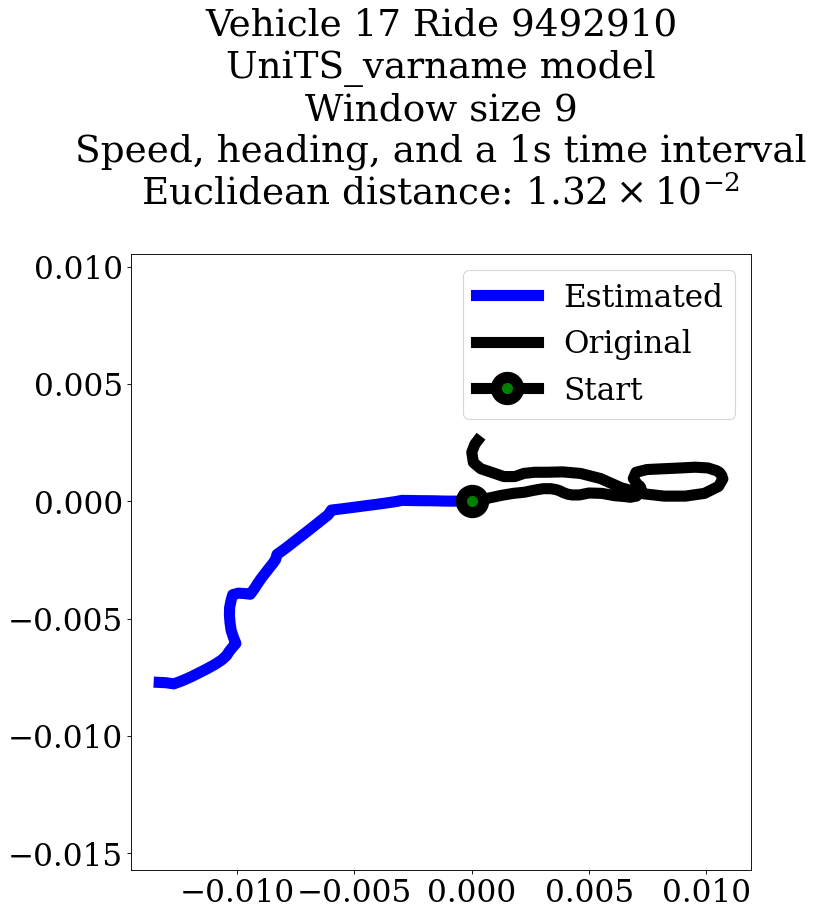 Vehicle 17 Ride 9492910
UniTS_varname model
Window size 9
Speed, heading, and a 1s time interval
Euclidean distance: 1.32 × 10⁻²
Estimated
Original
Start
0.010
0.005
0.000
−0.005
−0.010
−0.015
−0.010 −0.005 0.000 0.005 0.010